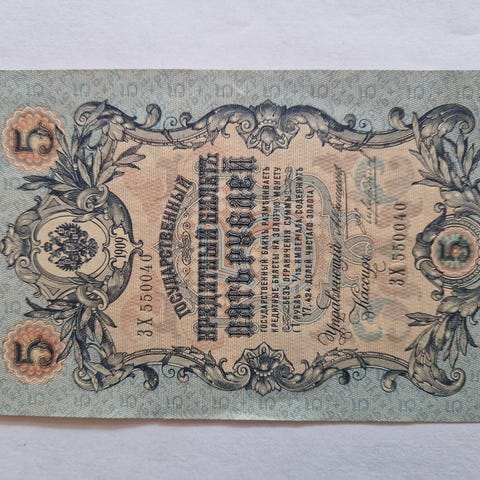 5
5
1909
ЗХ 550040
ГОСУДАРСТВЕННЫЙ
КРЕДИТНЫЙ БИЛЕТЪ
ПЯТЬ РУБЛЕЙ
ГОСУДАРСТВЕННЫЙ БАНКЪ РАЗМѢНИВАЕТЪ
КРЕДИТНЫЕ БИЛЕТЫ НА ЗОЛОТУЮ МОНЕТУ
БЕЗЪ ОГРАНИЧЕНІЯ СУММЫ
(1 РУБЛЬ = 1/15 ИМПЕРІАЛА, СОДЕРЖИТЪ
17,424 ДОЛЕЙ ЧИСТАГО ЗОЛОТА).
Управляющій
Кассиръ
ЗХ 550040
5